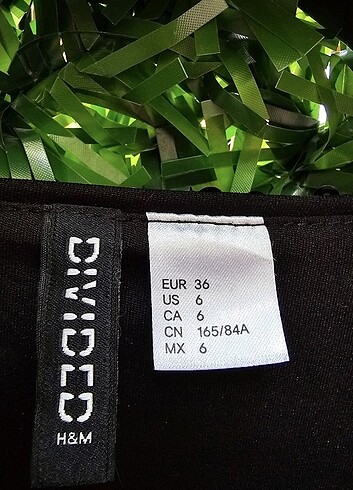 DIVIDED
H&M
EUR 36
US 6
CA 6
CN 165/84A
MX 6